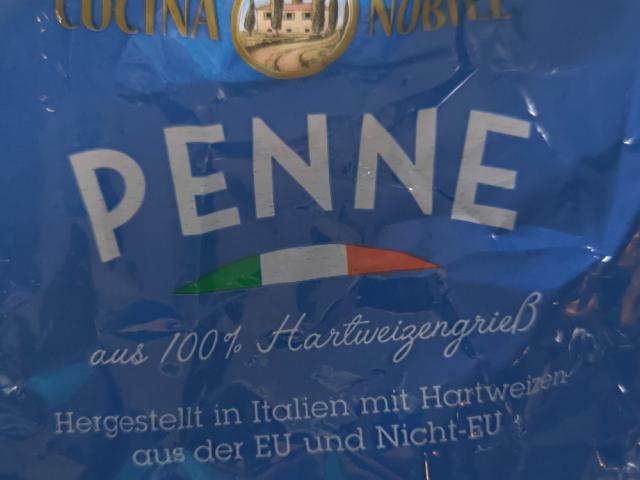 COCINA NOBILE
PENNE
aus 100% Hartweizengrieß
Hergestellt in Italien mit Hartweizen
aus der EU und Nicht-EU